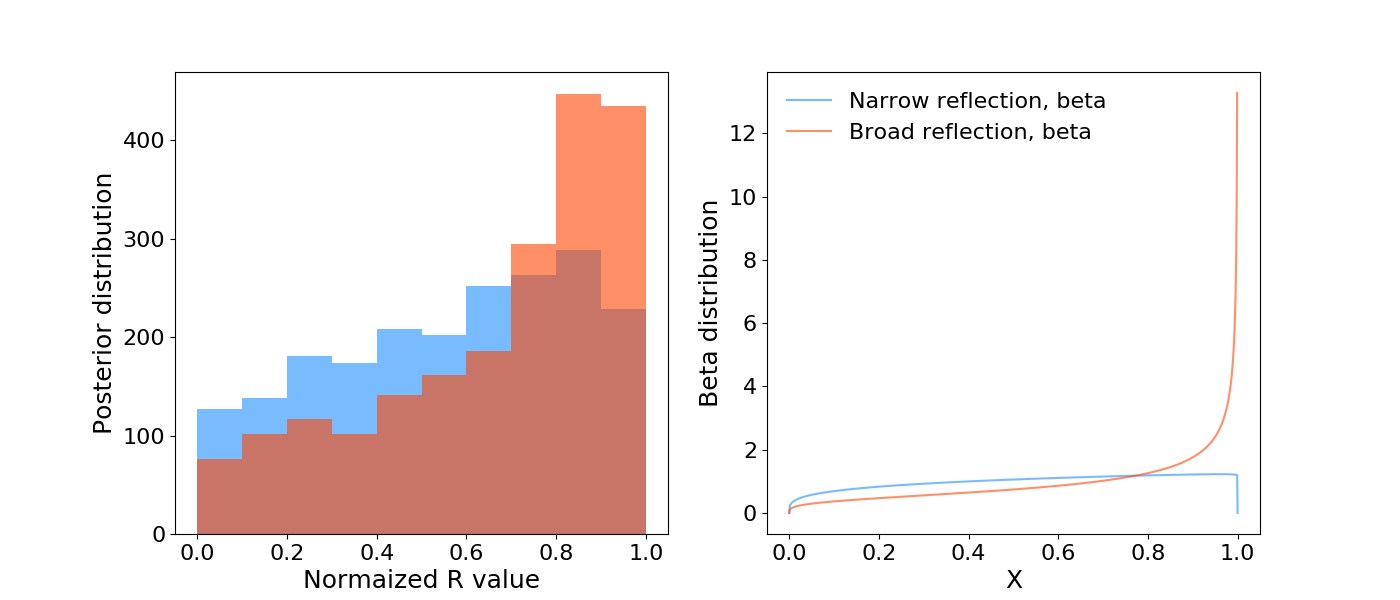 Posterior distribution
400
300
200
100
0
0.0 0.2 0.4 0.6 0.8 1.0
Normaized R value
Beta distribution
12
10
8
6
4
2
0
Narrow reflection, beta
Broad reflection, beta
0.0 0.2 0.4 0.6 0.8 1.0
X